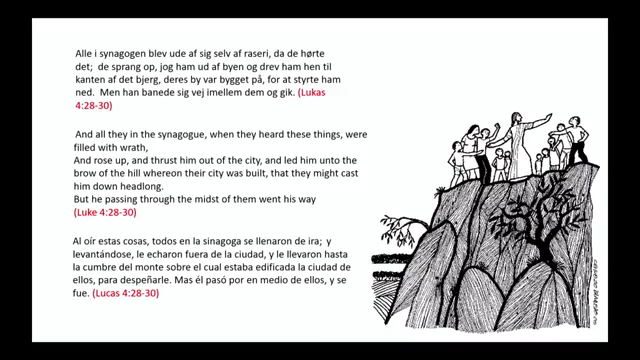 Alle i synagogen blev ude af sig selv af raseri, da de hørte
det;  de sprang op, jog ham ud af byen og drev ham hen til
kanten af det bjerg, deres by var bygget på, for at styrte ham
ned.  Men han banede sig vej imellem dem og gik. (Lukas
4:28-30)
And all they in the synagogue, when they heard these things, were
filled with wrath,
And rose up, and thrust him out of the city, and led him unto the
brow of the hill whereon their city was built, that they might cast
him down headlong.
But he passing through the midst of them went his way
(Luke 4:28-30)
Al oír estas cosas, todos en la sinagoga se llenaron de ira;  y
levantándose, le echaron fuera de la ciudad, y le llevaron hasta
la cumbre del monte sobre el cual estaba edificada la ciudad de
ellos, para despeñarle. Mas él pasó por en medio de ellos, y se
fue. (Lucas 4:28-30)